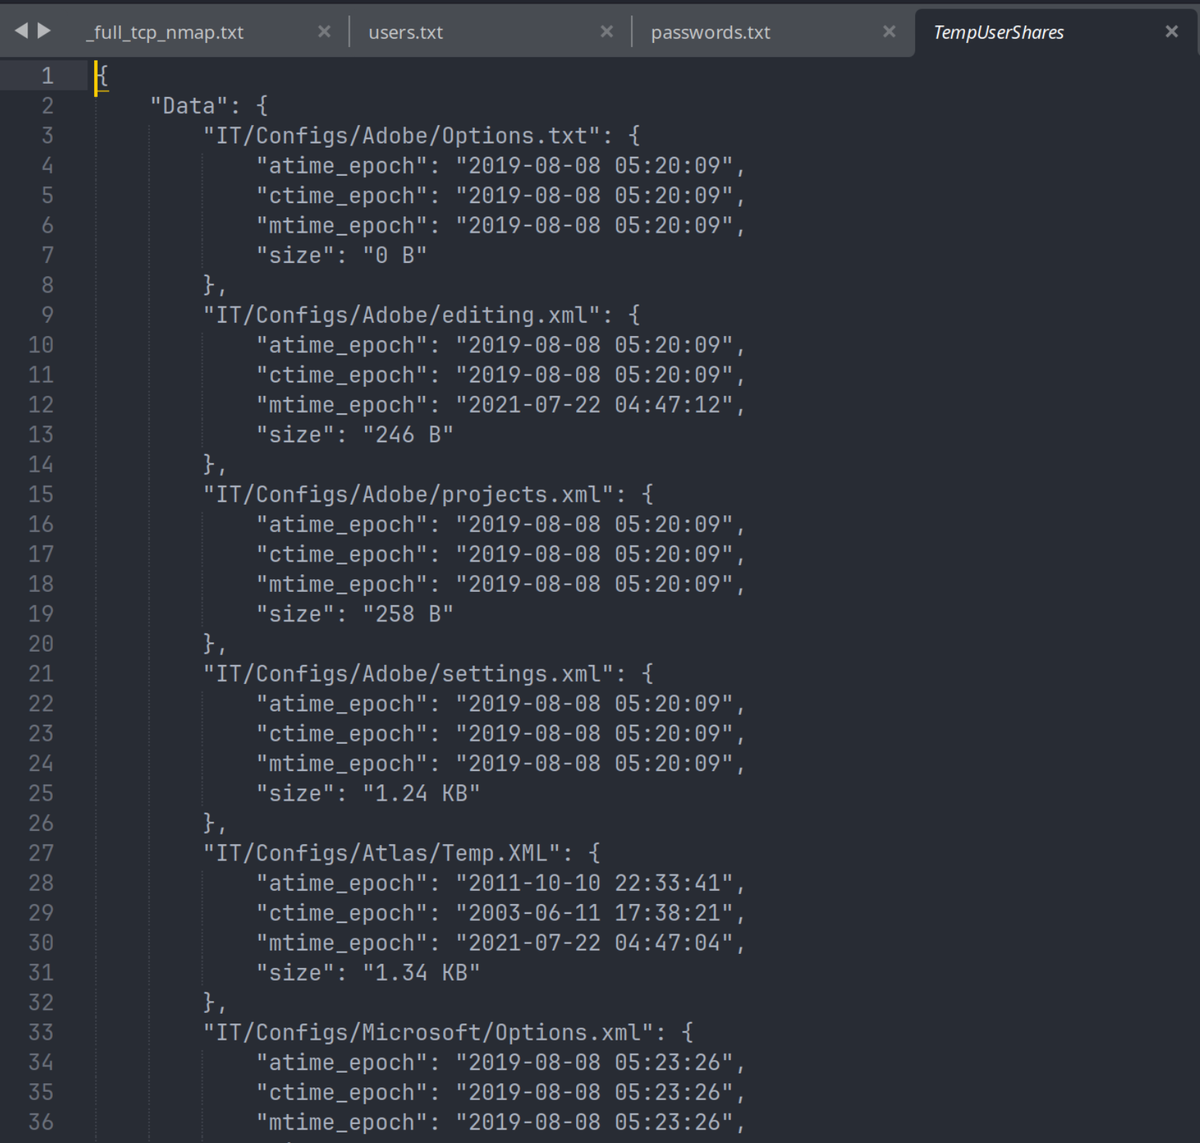 _full_tcp_nmap.txt users.txt passwords.txt TempUserShares
1 {
2 "Data": {
3 "IT/Configs/Adobe/Options.txt": {
4 "atime_epoch": "2019-08-08 05:20:09",
5 "ctime_epoch": "2019-08-08 05:20:09",
6 "mtime_epoch": "2019-08-08 05:20:09",
7 "size": "0 B"
8 },
9 "IT/Configs/Adobe/editing.xml": {
10 "atime_epoch": "2019-08-08 05:20:09",
11 "ctime_epoch": "2019-08-08 05:20:09",
12 "mtime_epoch": "2021-07-22 04:47:12",
13 "size": "246 B"
14 },
15 "IT/Configs/Adobe/projects.xml": {
16 "atime_epoch": "2019-08-08 05:20:09",
17 "ctime_epoch": "2019-08-08 05:20:09",
18 "mtime_epoch": "2019-08-08 05:20:09",
19 "size": "258 B"
20 },
21 "IT/Configs/Adobe/settings.xml": {
22 "atime_epoch": "2019-08-08 05:20:09",
23 "ctime_epoch": "2019-08-08 05:20:09",
24 "mtime_epoch": "2019-08-08 05:20:09",
25 "size": "1.24 KB"
26 },
27 "IT/Configs/Atlas/Temp.XML": {
28 "atime_epoch": "2011-10-10 22:33:41",
29 "ctime_epoch": "2003-06-11 17:38:21",
30 "mtime_epoch": "2021-07-22 04:47:04",
31 "size": "1.34 KB"
32 },
33 "IT/Configs/Microsoft/Options.xml": {
34 "atime_epoch": "2019-08-08 05:23:26",
35 "ctime_epoch": "2019-08-08 05:23:26",
36 "mtime_epoch": "2019-08-08 05:23:26",